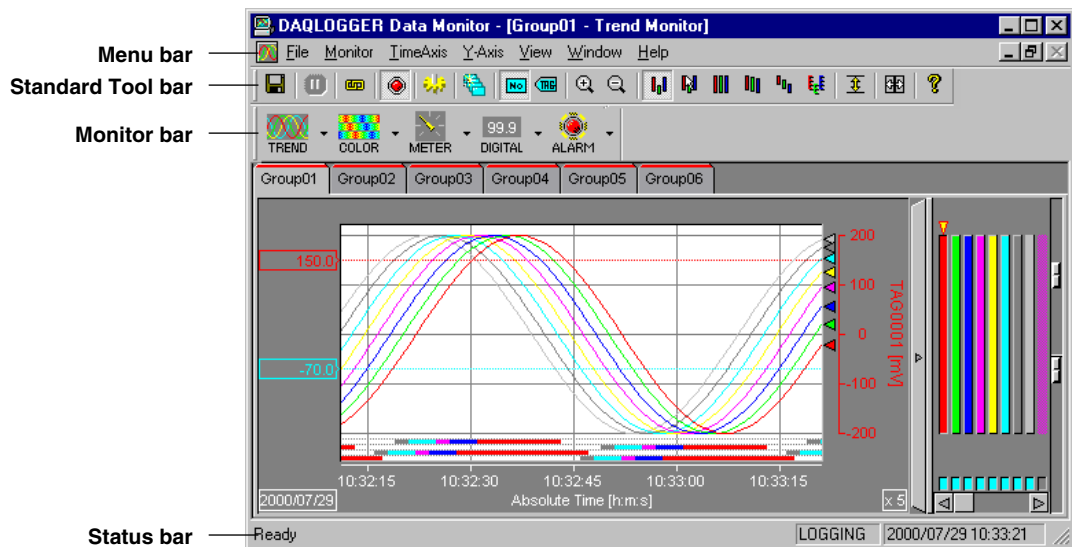 DAQLOGGER Data Monitor - [Group01 - Trend Monitor]
Menu bar
File Monitor TimeAxis Y-Axis View Window Help
Standard Tool bar
No TAG ?
Monitor bar
99.9
TREND COLOR METER DIGITAL ALARM
Group01 Group02 Group03 Group04 Group05 Group06
200
150.0
100
0
-70.0
-100
-200
TAG0001 [mV]
10:32:15 10:32:30 10:32:45 10:33:00 10:33:15
2000/07/29 Absolute Time [h:m:s] x 5
Status bar
Ready LOGGING 2000/07/29 10:33:21